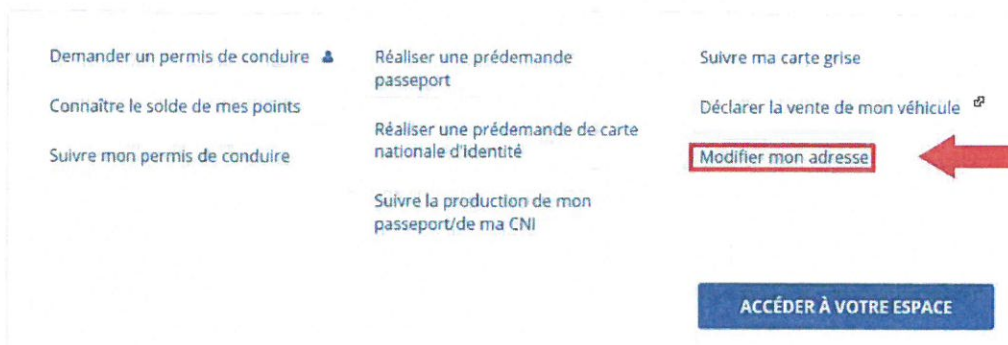 Demander un permis de conduire
Connaître le solde de mes points
Suivre mon permis de conduire
Réaliser une prédemande
passeport
Réaliser une prédemande de carte
nationale d'identité
Suivre la production de mon
passeport/de ma CNI
Suivre ma carte grise
Déclarer la vente de mon véhicule
Modifier mon adresse
ACCÉDER À VOTRE ESPACE